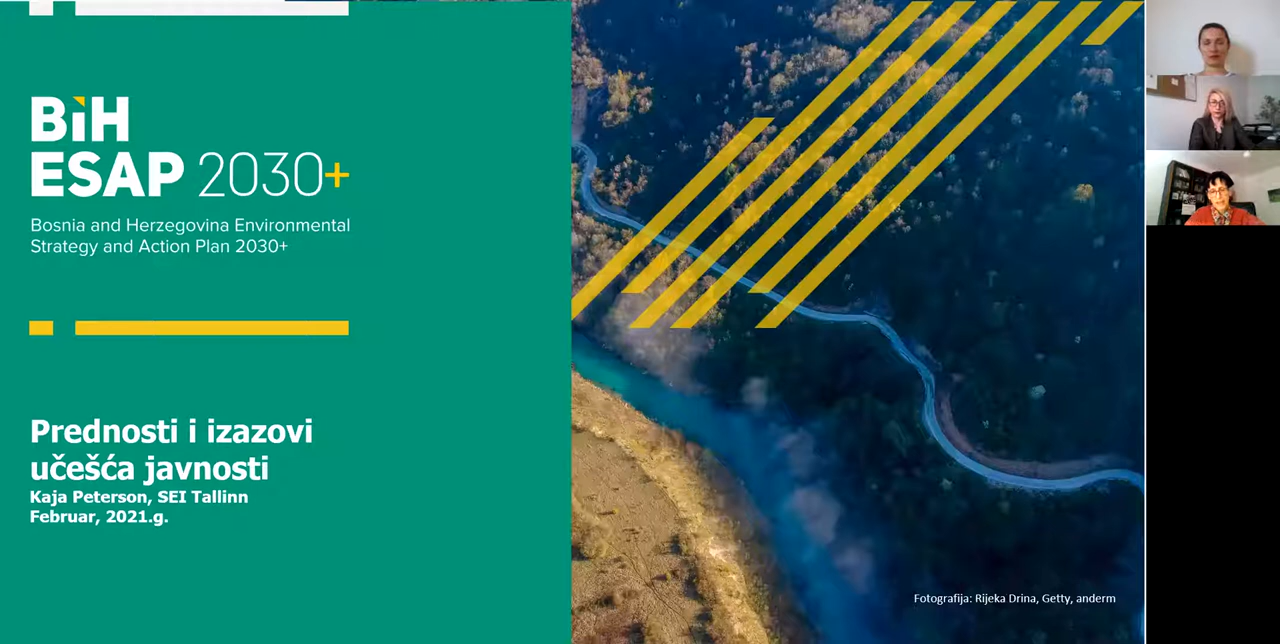 BiH
ESAP 2030+
Bosnia and Herzegovina Environmental
Strategy and Action Plan 2030+
Prednosti i izazovi
učešća javnosti
Kaja Peterson, SEI Tallinn
Februar, 2021.g.
Fotografija: Rijeka Drina, Getty, anderm